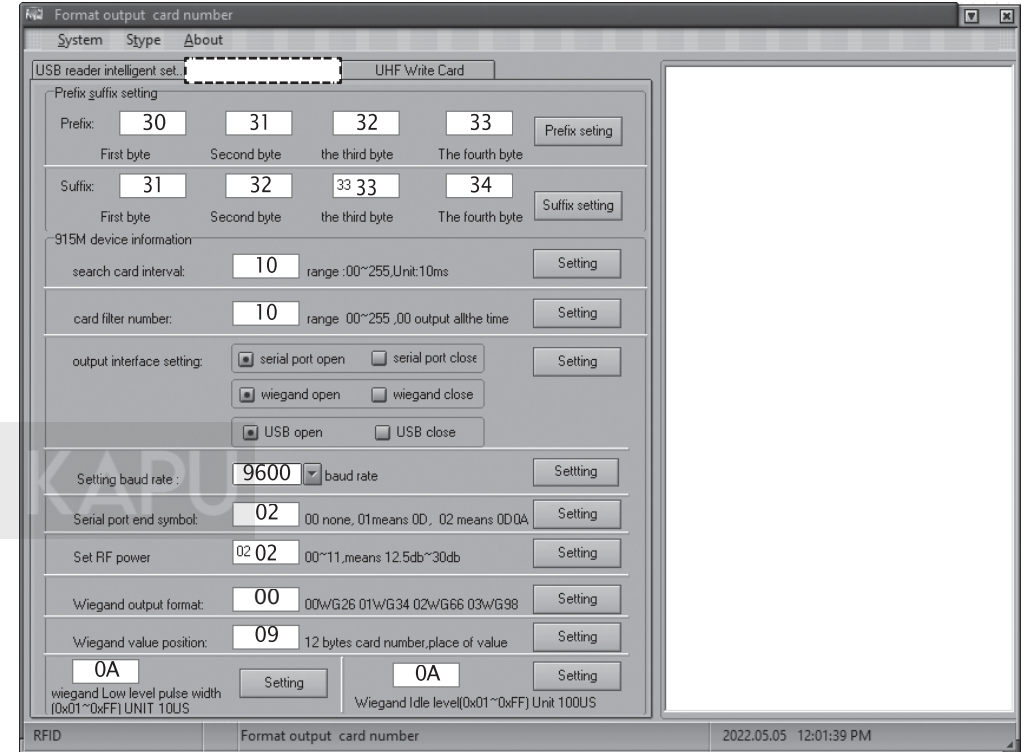 Format output card number
System Stype About
USB reader intelligent set... UHF Write Card
Prefix suffix setting
Prefix: 30 31 32 33 Prefix seting
First byte Second byte the third byte The fourth byte
Suffix: 31 32 33 33 34 Suffix setting
First byte Second byte the third byte The fourth byte
915M device information
search card interval: 10 range :00~255,Unit:10ms Setting
card filter number: 10 range 00~255 ,00 output allthe time Setting
output interface setting: serial port open serial port close Setting
wiegand open wiegand close
USB open USB close
KAPU
Setting baud rate : 9600 baud rate Settting
Serial port end symbol: 02 00 none, 01means 0D, 02 means 0D0A Setting
Set RF power 02 02 00~11,means 12.5db~30db Setting
Wiegand output format: 00 00WG26 01WG34 02WG66 03WG98 Setting
Wiegand value position: 09 12 bytes card number,place of value Setting
0A Setting 0A Setting
wiegand Low level pulse width
(0x01~0xFF) UNIT 10US Wiegand Idle level(0x01~0xFF) Unit 100US
RFID Format output card number 2022.05.05 12:01:39 PM